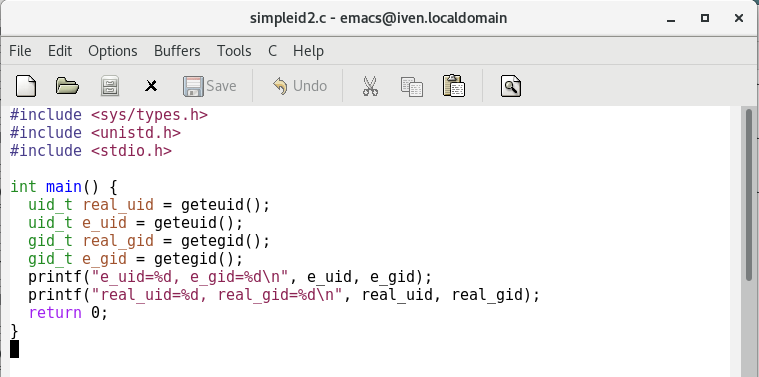 simpleid2.c - emacs@iven.localdomain
File Edit Options Buffers Tools C Help
Save Undo
#include <sys/types.h>
#include <unistd.h>
#include <stdio.h>
int main() {
  uid_t real_uid = geteuid();
  uid_t e_uid = geteuid();
  gid_t real_gid = getegid();
  gid_t e_gid = getegid();
  printf("e_uid=%d, e_gid=%d\n", e_uid, e_gid);
  printf("real_uid=%d, real_gid=%d\n", real_uid, real_gid);
  return 0;
}